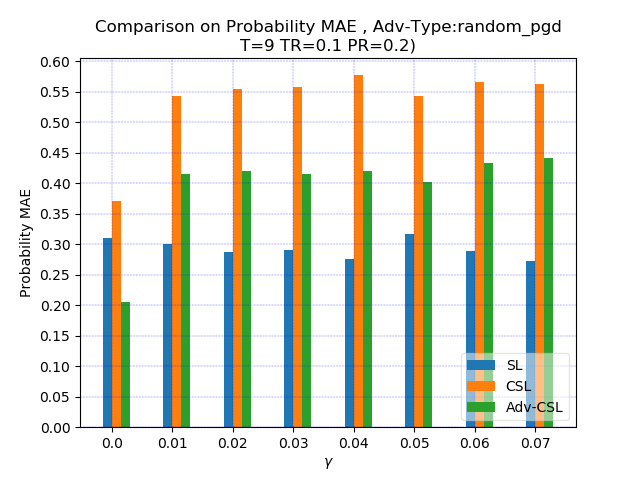 Comparison on Probability MAE , Adv-Type:random_pgd
T=9 TR=0.1 PR=0.2)
0.60
0.55
0.50
0.45
0.40
0.35
0.30
0.25
0.20
0.15
0.10
0.05
0.00
Probability MAE
SL
CSL
Adv-CSL
0.0 0.01 0.02 0.03 0.04 0.05 0.06 0.07
γ